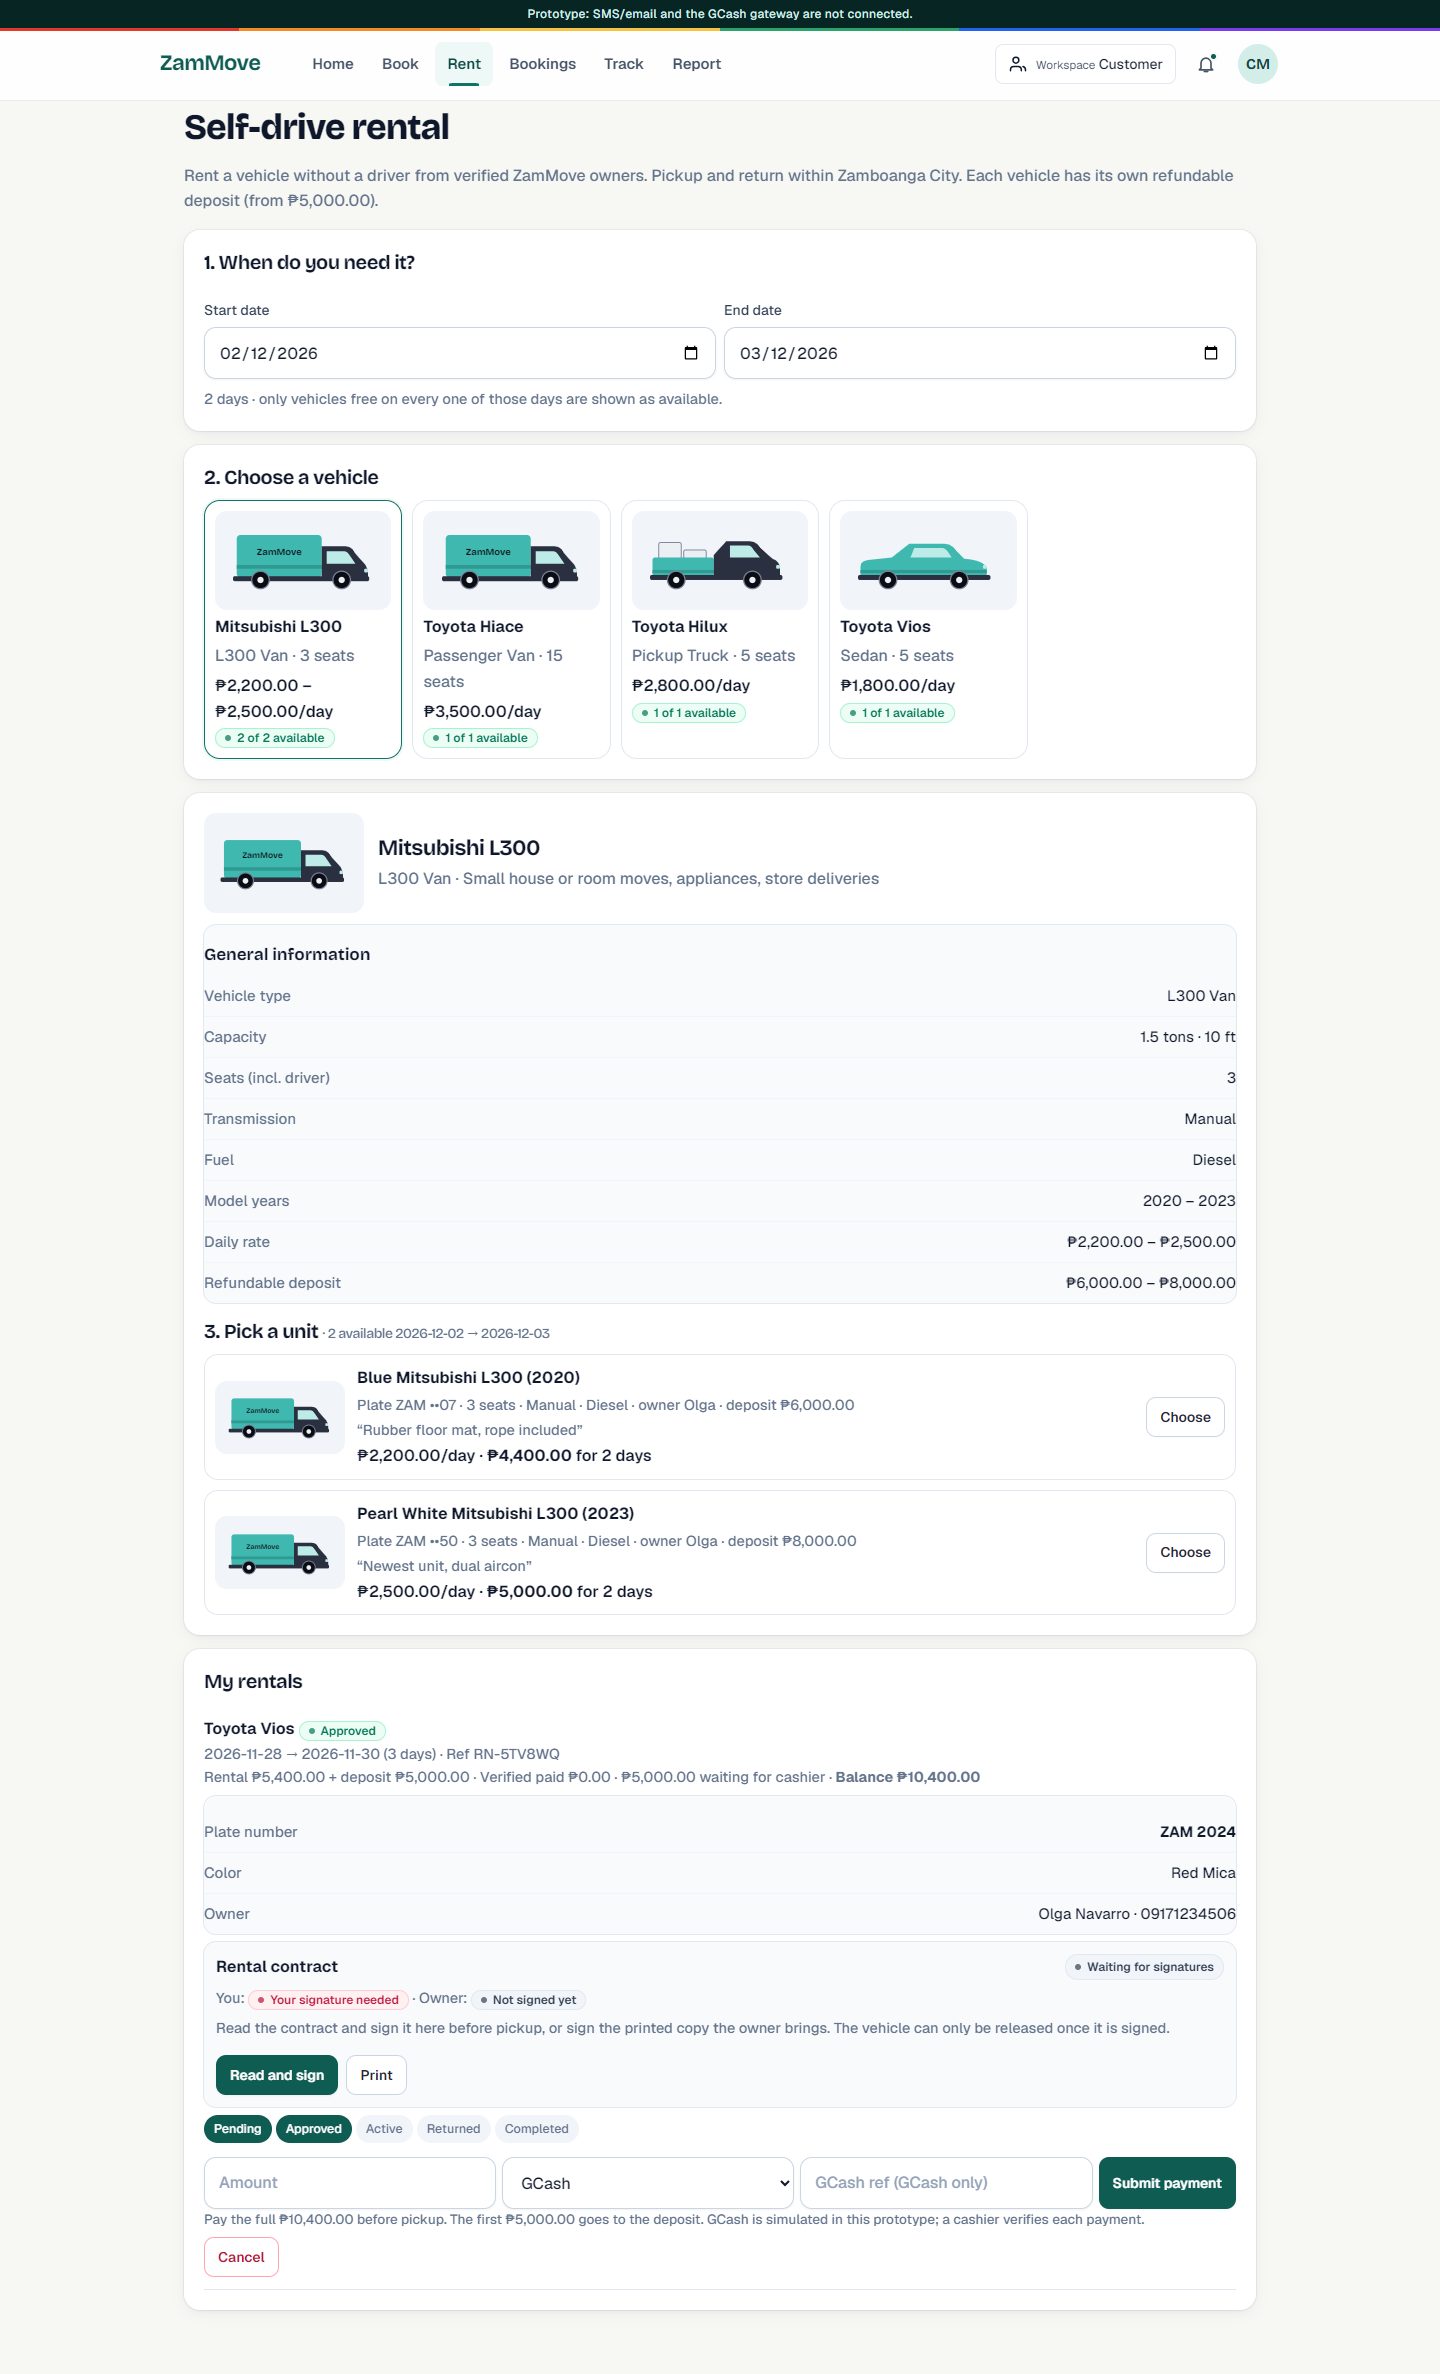 Prototype: SMS/email and the GCash gateway are not connected.
ZamMove
Home
Book
Rent
Bookings
Track
Report
Workspace Customer
CM
Self-drive rental
Rent a vehicle without a driver from verified ZamMove owners. Pickup and return within Zamboanga City. Each vehicle has its own refundable
deposit (from ₱5,000.00).
1. When do you need it?
Start date
End date
02/12/2026
03/12/2026
2 days · only vehicles free on every one of those days are shown as available.
2. Choose a vehicle
ZamMove
Mitsubishi L300
L300 Van · 3 seats
₱2,200.00 –
₱2,500.00/day
2 of 2 available
ZamMove
Toyota Hiace
Passenger Van · 15
seats
₱3,500.00/day
1 of 1 available
Toyota Hilux
Pickup Truck · 5 seats
₱2,800.00/day
1 of 1 available
Toyota Vios
Sedan · 5 seats
₱1,800.00/day
1 of 1 available
ZamMove
Mitsubishi L300
L300 Van · Small house or room moves, appliances, store deliveries
General information
Vehicle type
L300 Van
Capacity
1.5 tons · 10 ft
Seats (incl. driver)
3
Transmission
Manual
Fuel
Diesel
Model years
2020 – 2023
Daily rate
₱2,200.00 – ₱2,500.00
Refundable deposit
₱6,000.00 – ₱8,000.00
3. Pick a unit · 2 available 2026-12-02 → 2026-12-03
ZamMove
Blue Mitsubishi L300 (2020)
Plate ZAM ••07 · 3 seats · Manual · Diesel · owner Olga · deposit ₱6,000.00
“Rubber floor mat, rope included”
₱2,200.00/day · ₱4,400.00 for 2 days
Choose
ZamMove
Pearl White Mitsubishi L300 (2023)
Plate ZAM ••50 · 3 seats · Manual · Diesel · owner Olga · deposit ₱8,000.00
“Newest unit, dual aircon”
₱2,500.00/day · ₱5,000.00 for 2 days
Choose
My rentals
Toyota Vios Approved
2026-11-28 → 2026-11-30 (3 days) · Ref RN-5TV8WQ
Rental ₱5,400.00 + deposit ₱5,000.00 · Verified paid ₱0.00 · ₱5,000.00 waiting for cashier · Balance ₱10,400.00
Plate number
ZAM 2024
Color
Red Mica
Owner
Olga Navarro · 09171234506
Rental contract
Waiting for signatures
You: Your signature needed · Owner: Not signed yet
Read the contract and sign it here before pickup, or sign the printed copy the owner brings. The vehicle can only be released once it is signed.
Read and sign
Print
Pending
Approved
Active
Returned
Completed
Amount
GCash
GCash ref (GCash only)
Submit payment
Pay the full ₱10,400.00 before pickup. The first ₱5,000.00 goes to the deposit. GCash is simulated in this prototype; a cashier verifies each payment.
Cancel